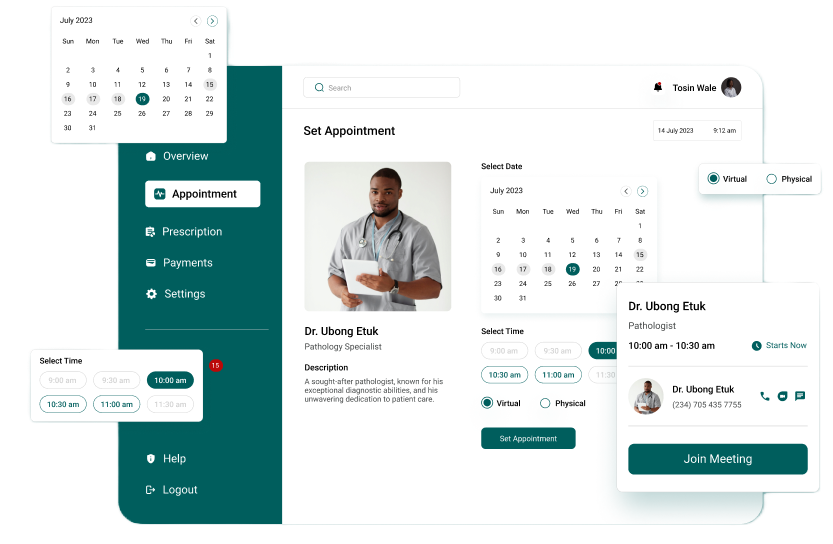 July 2023
Sun Mon Tue Wed Thu Fri Sat
1
2 3 4 5 6 7 8
9 10 11 12 13 14 15
16 17 18 19 20 21 22
23 24 25 26 27 28 29
30 31
Overview
Appointment
Prescription
Payments
Settings
15
Select Time
9:00 am 9:30 am 10:00 am
10:30 am 11:00 am 11:30 am
Help
Logout
Search
Tosin Wale
Set Appointment
14 July 2023 9:12 am
Dr. Ubong Etuk
Pathology Specialist
Description
A sought-after pathologist, known for his
exceptional diagnostic abilities, and his
unwavering dedication to patient care.
Select Date
July 2023
Sun Mon Tue Wed Thu Fri Sat
1
2 3 4 5 6 7 8
9 10 11 12 13 14 15
16 17 18 19 20 21 22
23 24 25 26 27
30 31
Select Time
9:00 am 9:30 am 10:00
10:30 am 11:00 am 11:30
Virtual Physical
Set Appointment
Virtual Physical
Dr. Ubong Etuk
Pathologist
10:00 am - 10:30 am Starts Now
Dr. Ubong Etuk
(234) 705 435 7755
Join Meeting